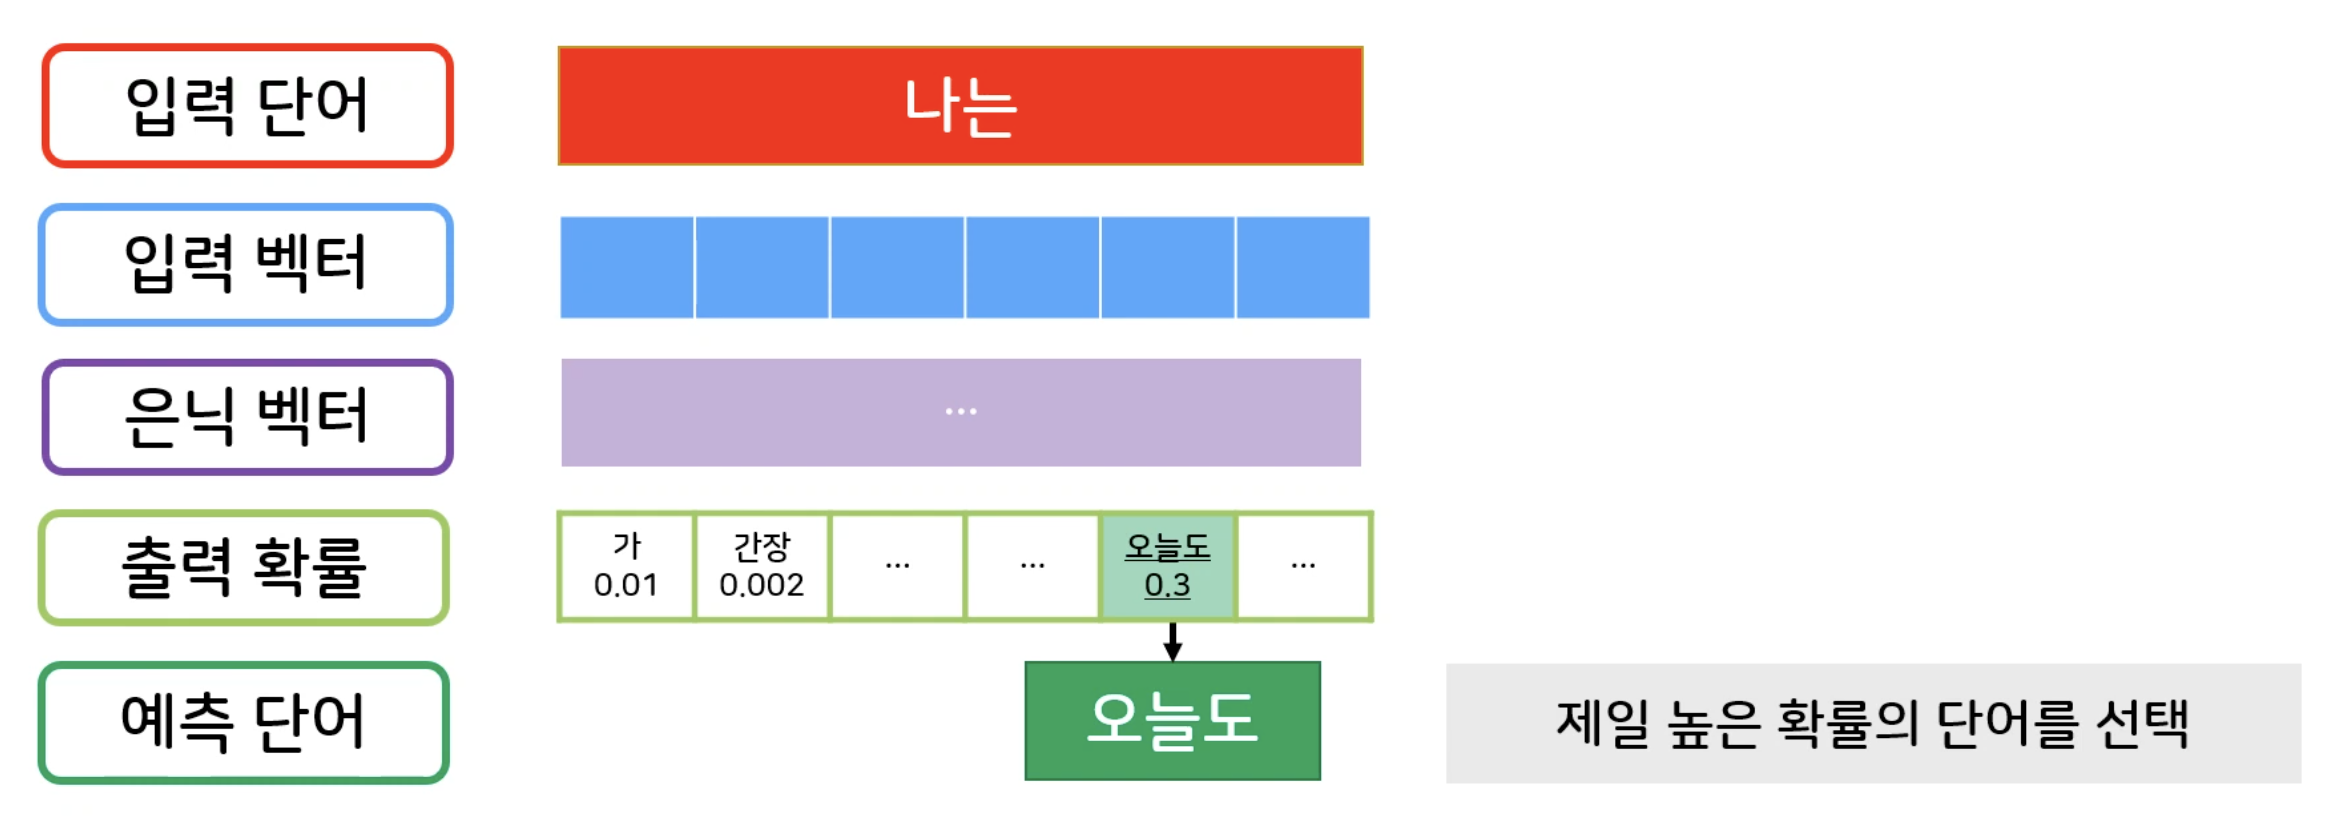 입력 단어
나는
입력 벡터
은닉 벡터
...
출력 확률
가
0.01
간장
0.002
...
...
오늘도
0.3
...
예측 단어
오늘도
제일 높은 확률의 단어를 선택